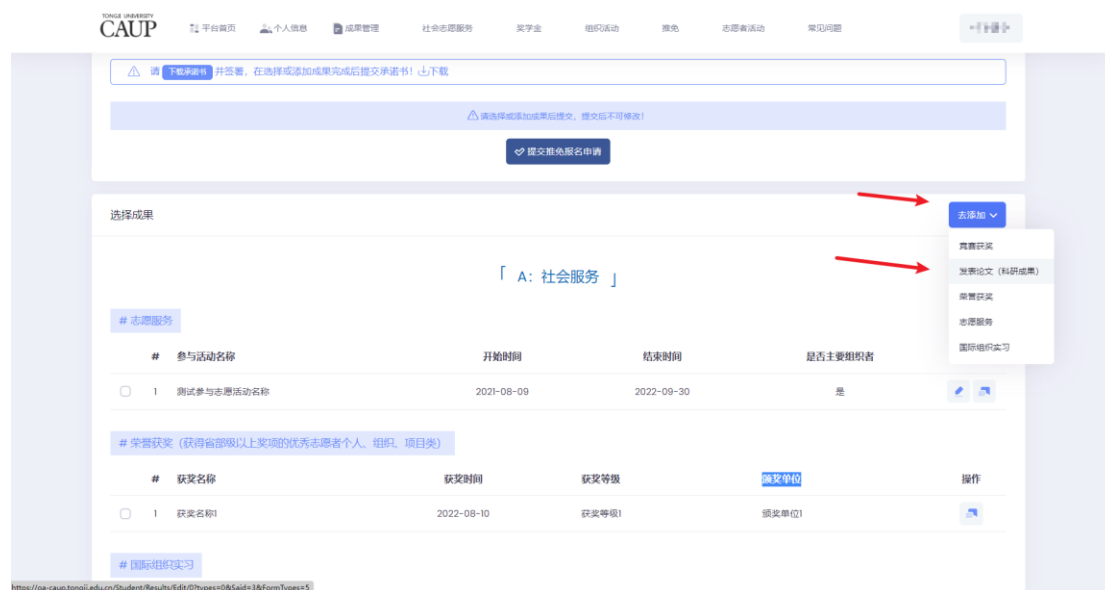 TONGJI UNIVERSITY
CAUP
平台首页 个人信息 成果管理 社会志愿服务 奖学金 组织活动 推免 志愿者活动 常见问题
请 下载承诺书 并签署，在选择或添加成果完成后提交承诺书！下载
请选择或添加成果后提交，提交后不可修改！
提交推免报名申请
选择成果 去添加
竞赛获奖
发表论文（科研成果）
荣誉获奖
志愿服务
国际组织实习
「 A：社会服务 」
# 志愿服务
# 参与活动名称 开始时间 结束时间 是否主要组织者
1 测试参与志愿活动名称 2021-08-09 2022-09-30 是
# 荣誉获奖（获得省部级以上奖项的优秀志愿者个人、组织、项目类）
# 获奖名称 获奖时间 获奖等级 颁奖单位 操作
1 获奖名称1 2022-08-10 获奖等级1 颁奖单位1
# 国际组织实习
https://oa-caup.tongji.edu.cn/Student/Results/Edit/0?types=0&Said=3&FormTypes=5